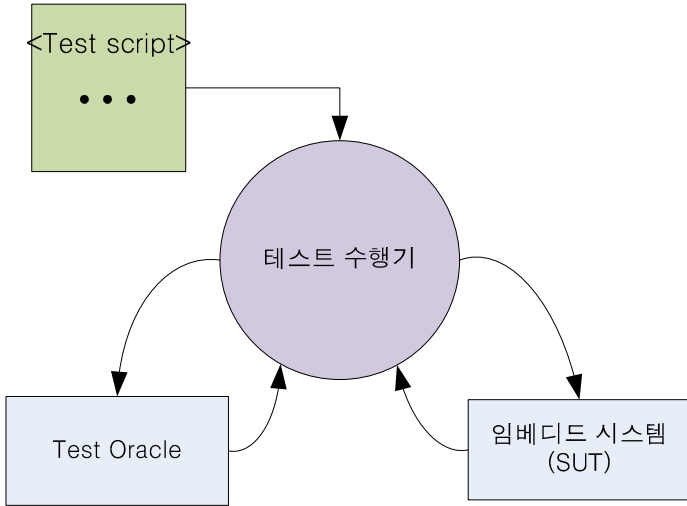 <Test script>
• • •
테스트 수행기
Test Oracle
임베디드 시스템
(SUT)